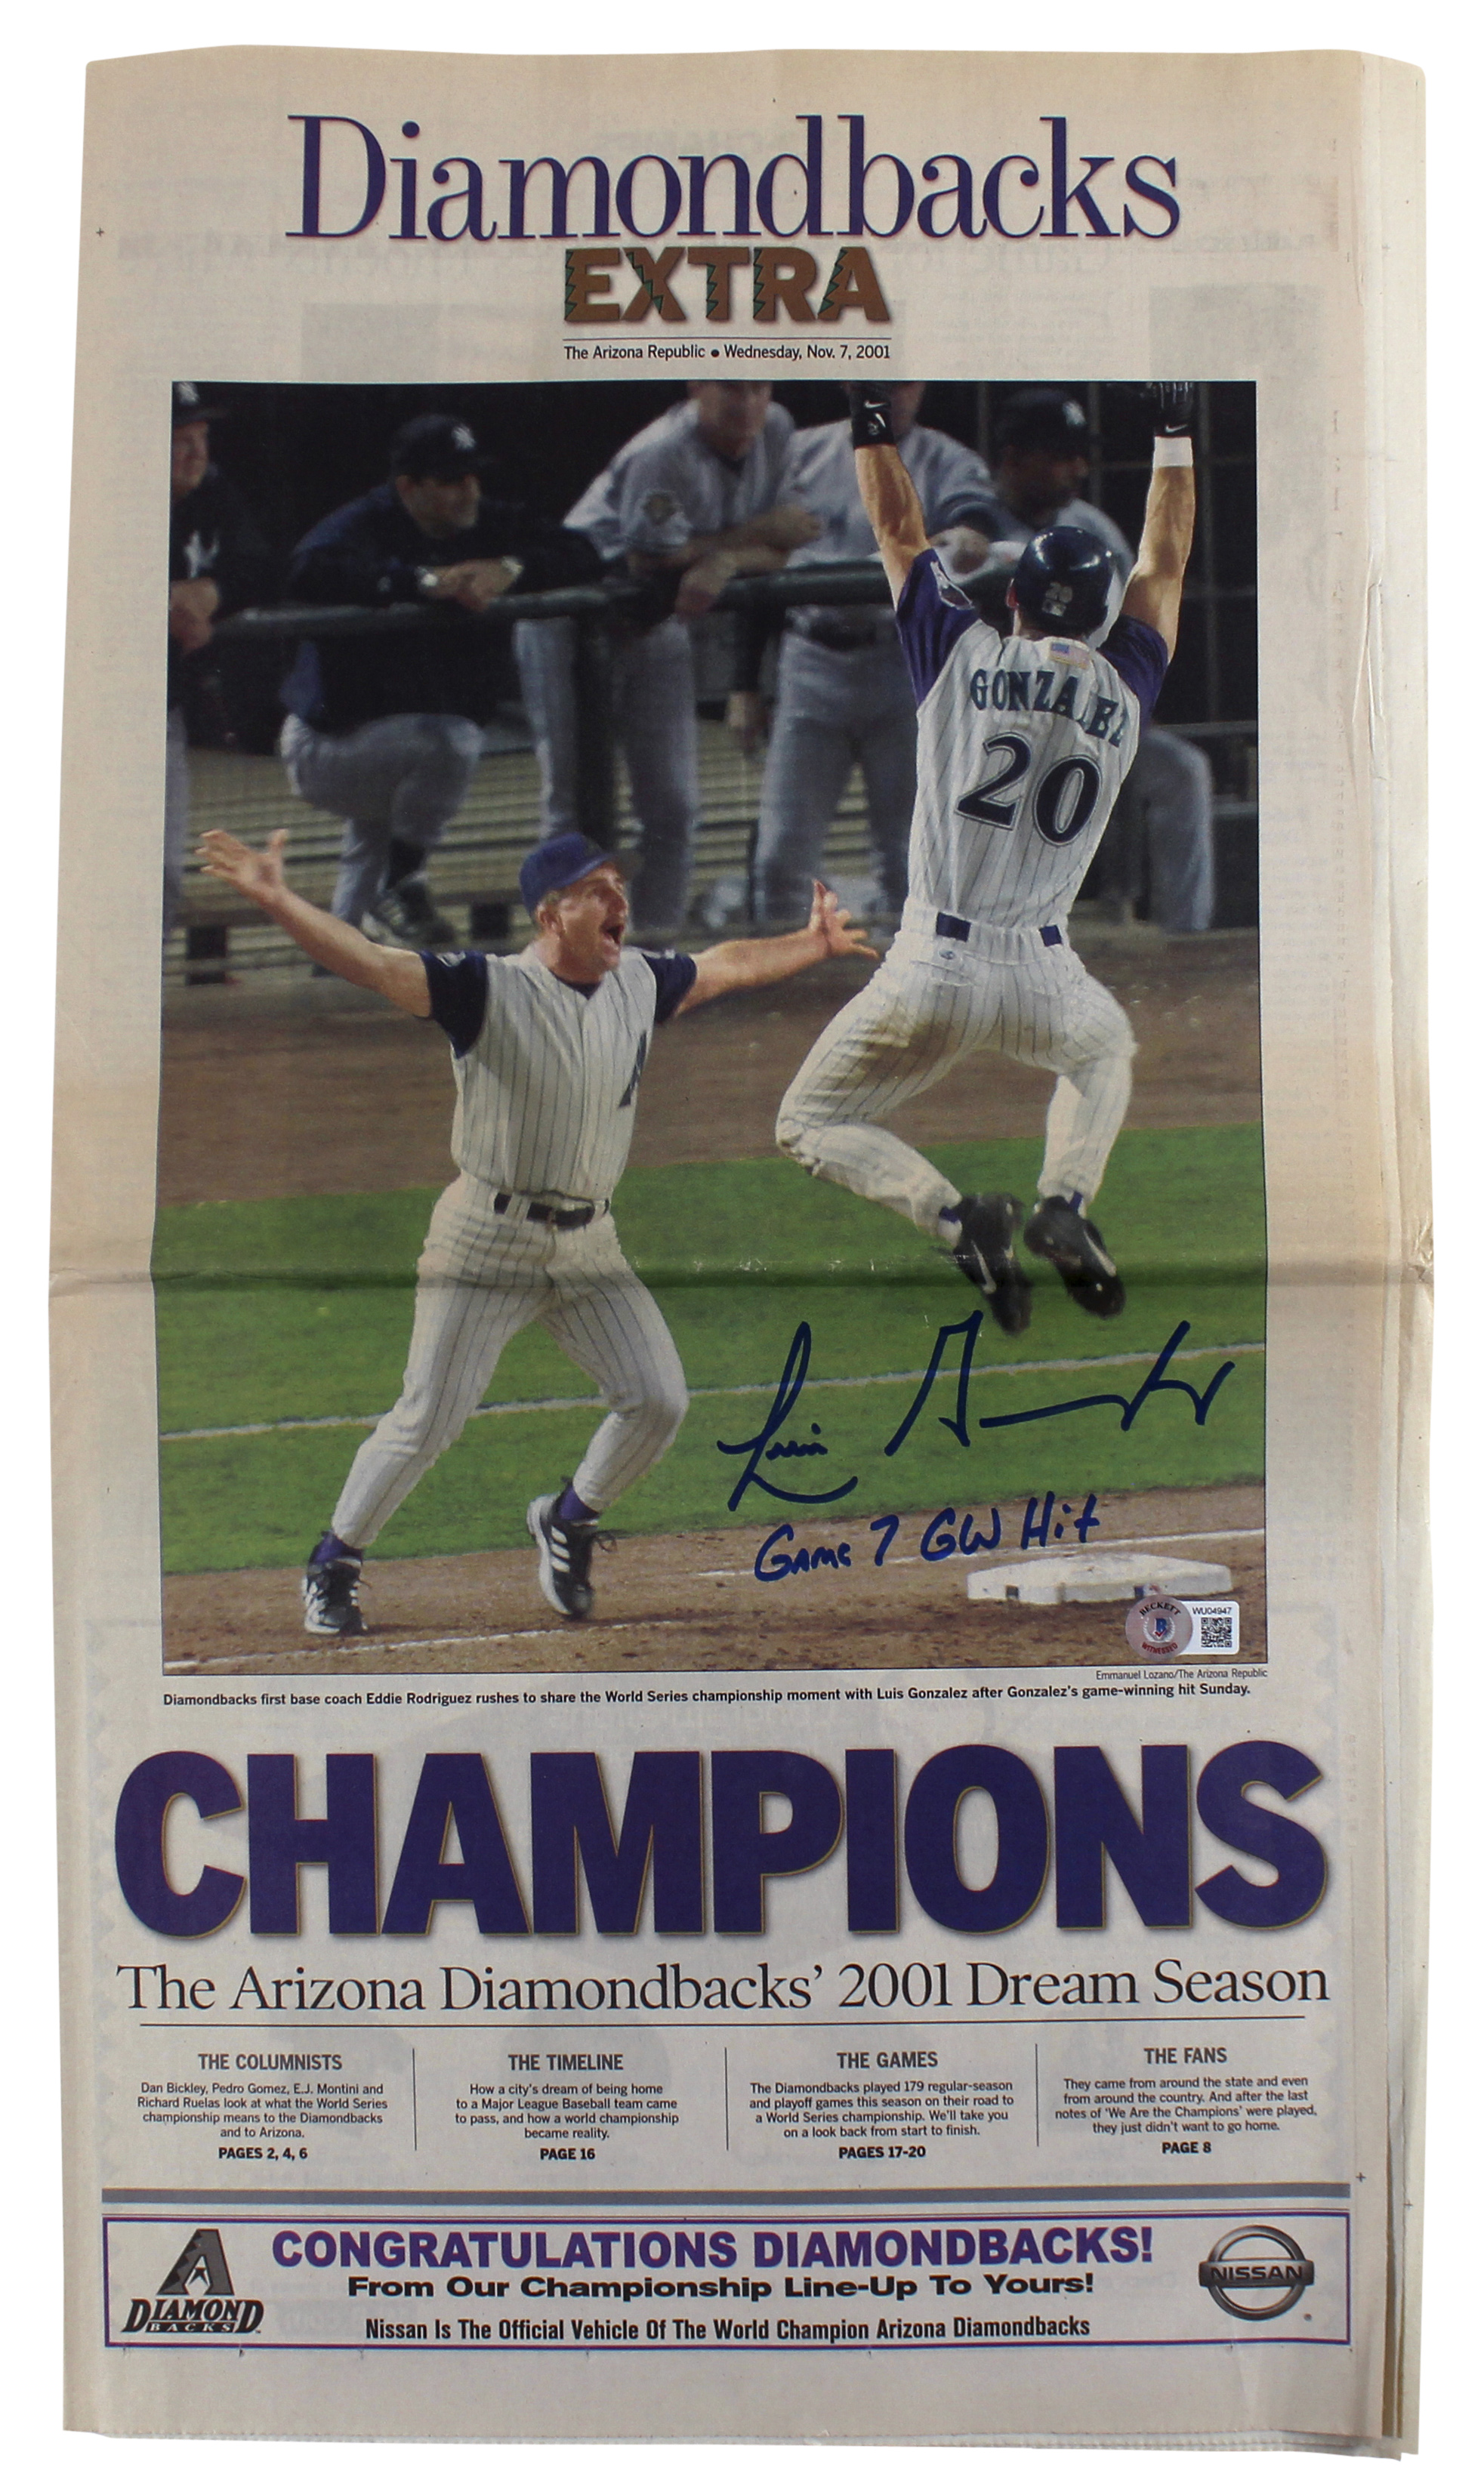 Diamondbacks
EXTRA
The Arizona Republic • Wednesday, Nov. 7, 2001
20
GONZALEZ
20
Luis Gonzalez
Game 7 GW Hit
BECKETT
B
WITNESSED
WU04947
Emmanuel Lozano/The Arizona Republic
Diamondbacks first base coach Eddie Rodriguez rushes to share the World Series championship moment with Luis Gonzalez after Gonzalez's game-winning hit Sunday.
CHAMPIONS
The Arizona Diamondbacks' 2001 Dream Season
THE COLUMNISTS
Dan Bickley, Pedro Gomez, E.J. Montini and
Richard Ruelas look at what the World Series
championship means to the Diamondbacks
and to Arizona.
PAGES 2, 4, 6
THE TIMELINE
How a city's dream of being home
to a Major League Baseball team came
to pass, and how a world championship
became reality.
PAGE 16
THE GAMES
The Diamondbacks played 179 regular-season
and playoff games this season on their road to
a World Series championship. We'll take you
on a look back from start to finish.
PAGES 17-20
THE FANS
They came from around the state and even
from around the country. And after the last
notes of 'We Are the Champions' were played,
they just didn't want to go home.
PAGE 8
A
DIAMOND
BACKS
CONGRATULATIONS DIAMONDBACKS!
From Our Championship Line-Up To Yours!
Nissan Is The Official Vehicle Of The World Champion Arizona Diamondbacks
NISSAN